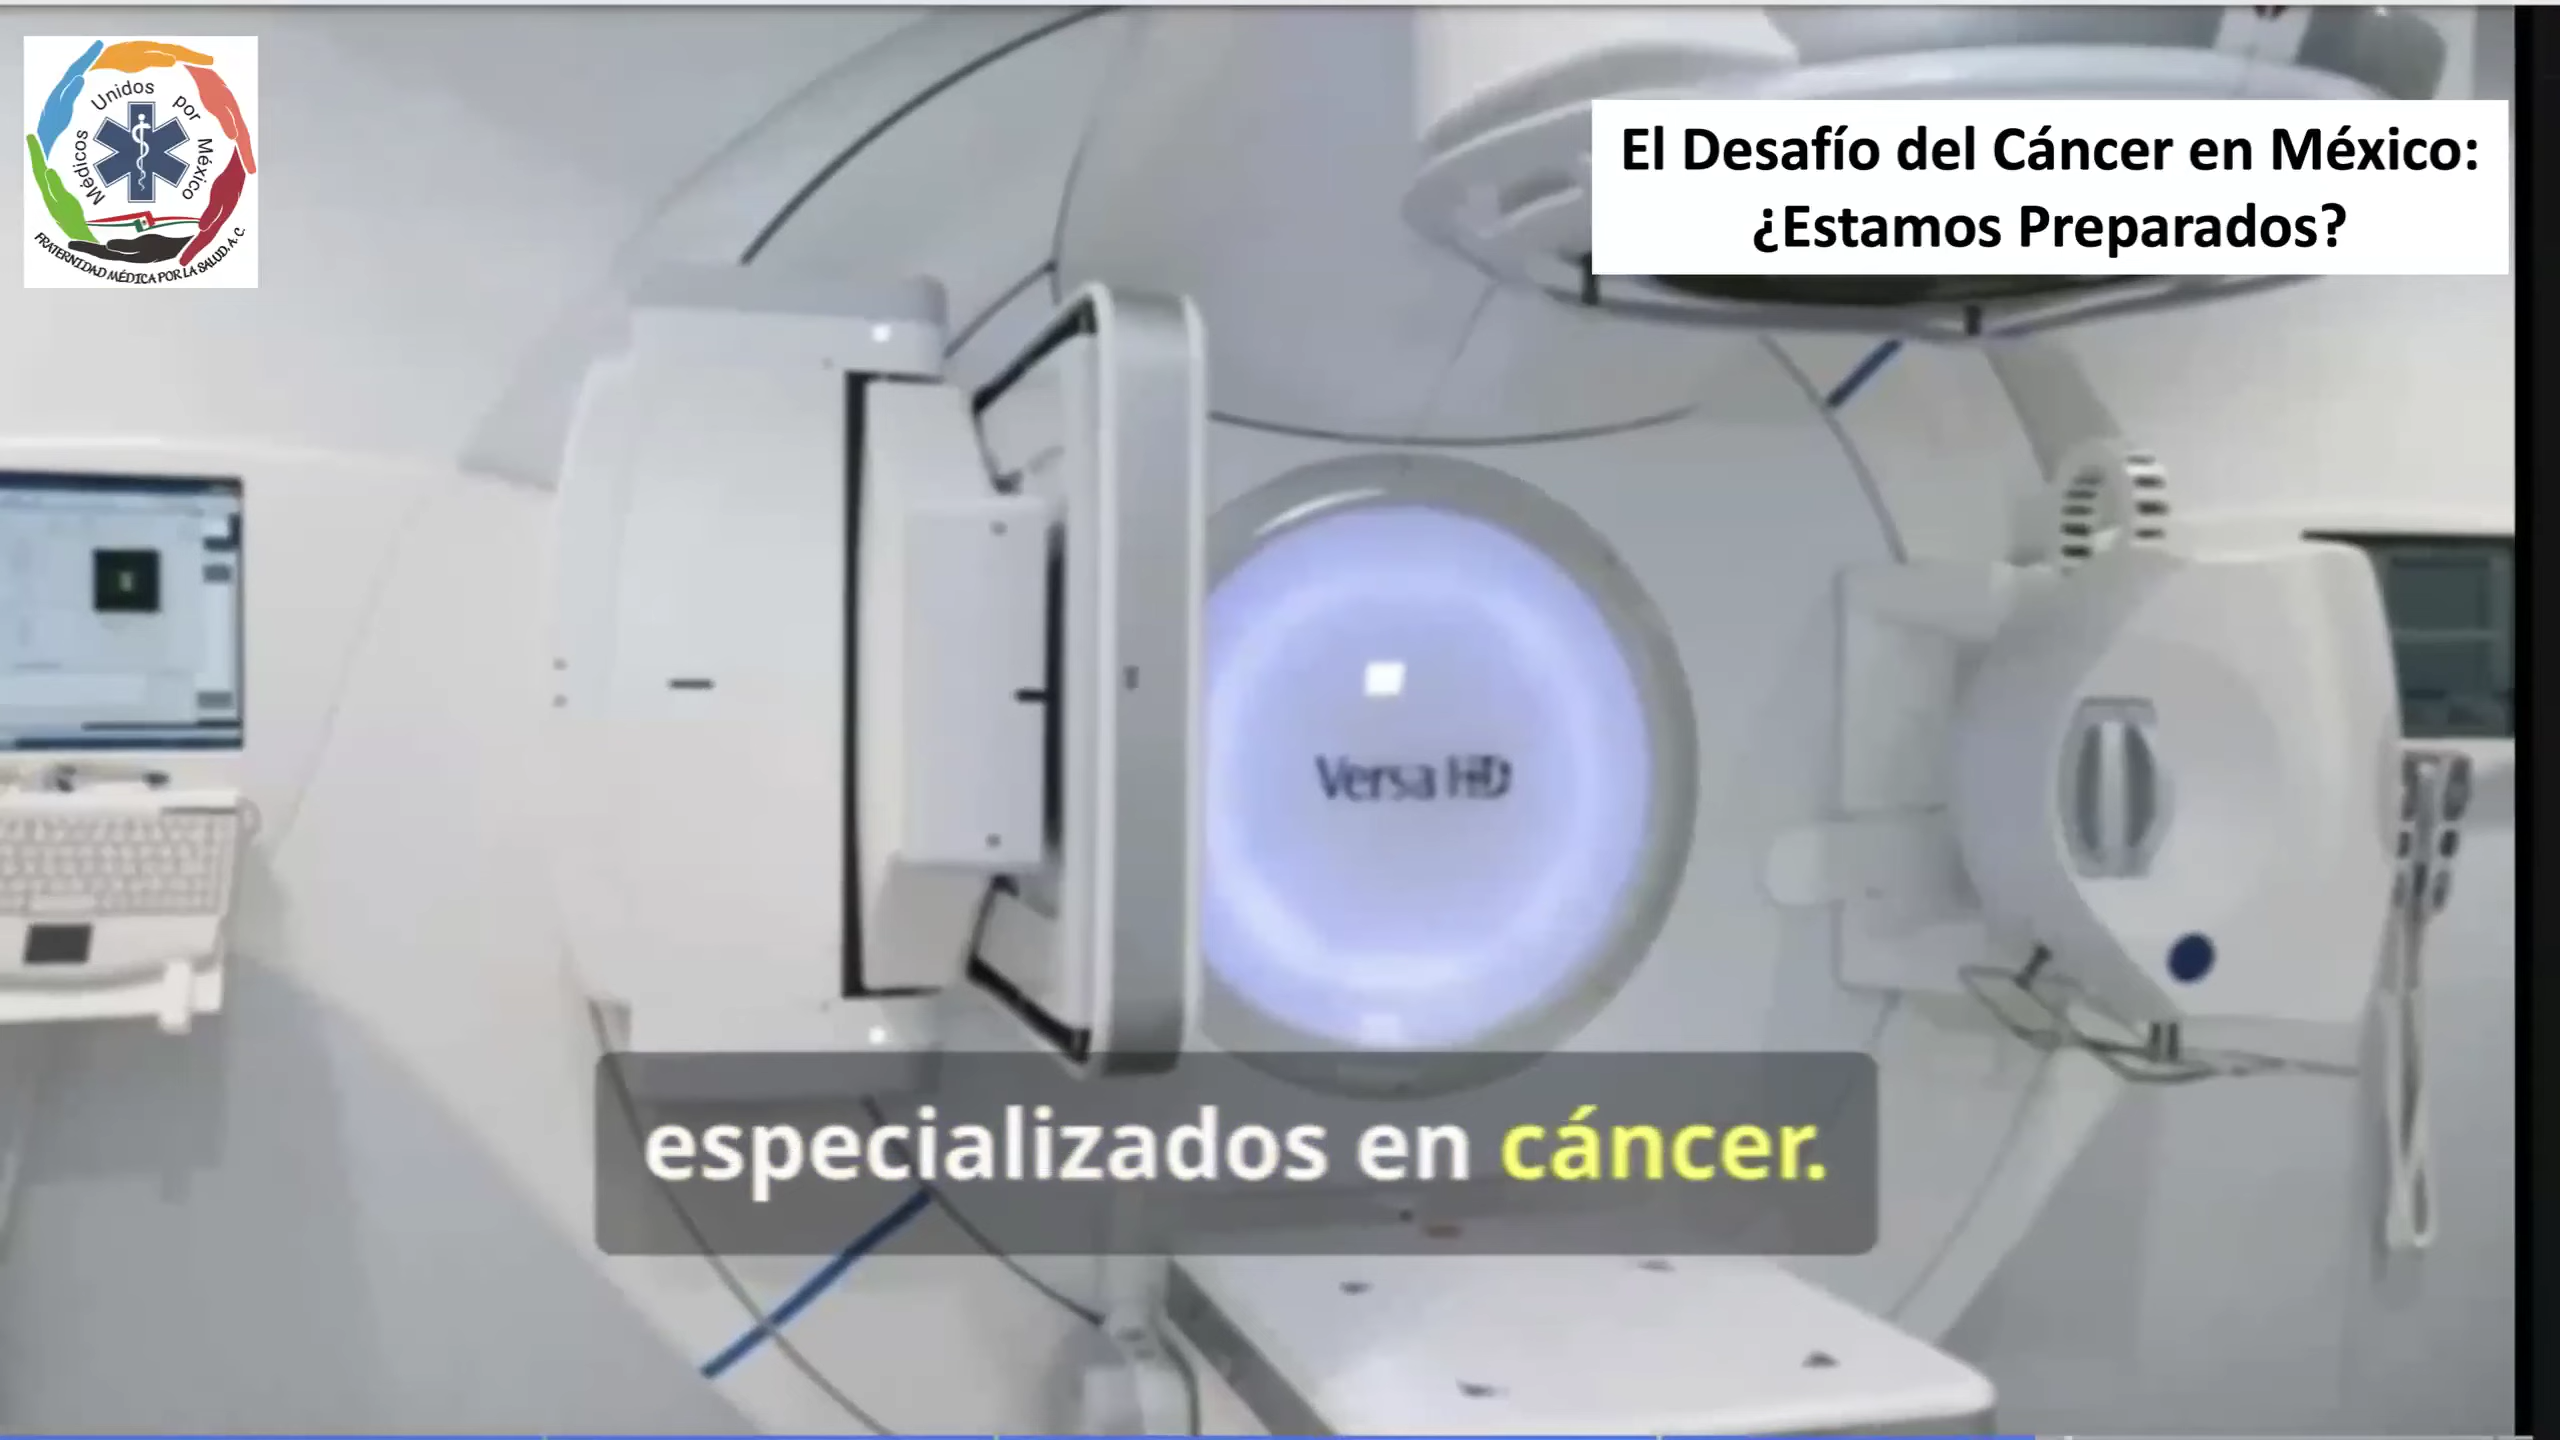 Médicos Unidos por México
FRATERNIDAD MÉDICA POR LA SALUD, A. C.
El Desafío del Cáncer en México:
¿Estamos Preparados?
Versa HD
especializados en cáncer.